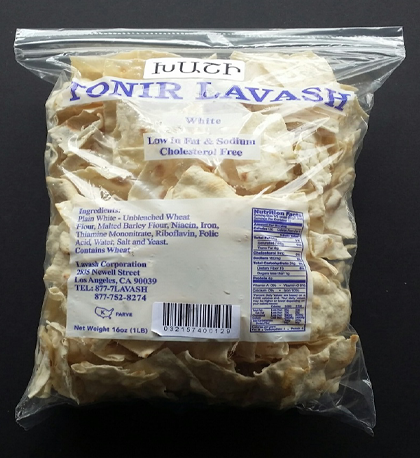 ԽԱՇԻ
TONIR LAVASH
White
Low In Fat & Sodium
Cholesterol Free
Ingredients:
Plain White - Unblenched Wheat
Flour, Malted Barley Flour, Niacin, Iron,
Thiamine Mononitrate, Riboflavin, Folic
Acid, Water, Salt and Yeast.
Contains Wheat.
Lavash Corporation
2835 Newell Street
Los Angeles, CA 90039
TEL: 877-7LAVASH
877-752-8274
PARVE
Net Weight 16oz (1LB)
032157400129
Nutrition Facts